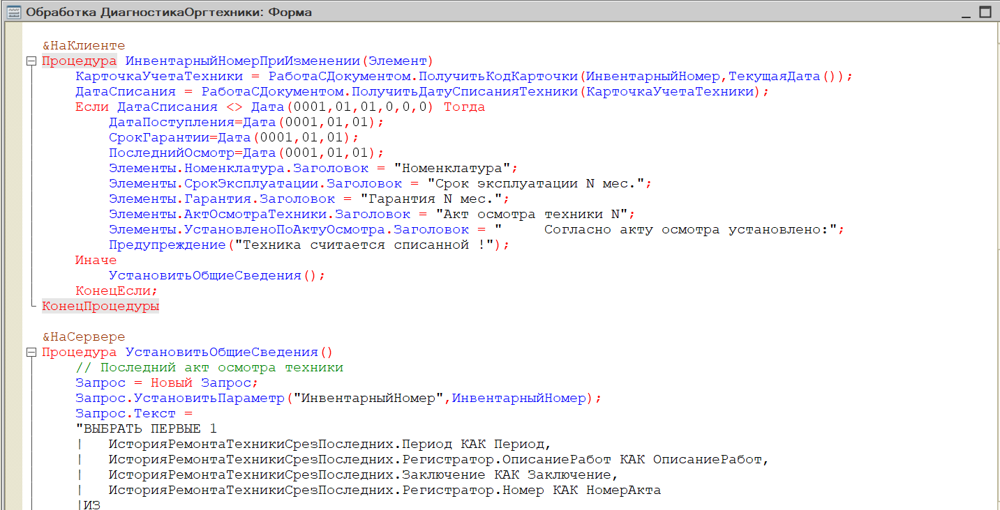 Обработка ДиагностикаОргтехники: Форма
&НаКлиенте
Процедура ИнвентарныйНомерПриИзменении(Элемент)
    КарточкаУчетаТехники = РаботаСДокументом.ПолучитьКодКарточки(ИнвентарныйНомер,ТекущаяДата());
    ДатаСписания = РаботаСДокументом.ПолучитьДатуСписанияТехники(КарточкаУчетаТехники);
    Если ДатаСписания <> Дата(0001,01,01,0,0,0) Тогда
        ДатаПоступления=Дата(0001,01,01);
        СрокГарантии=Дата(0001,01,01);
        ПоследнийОсмотр=Дата(0001,01,01);
        Элементы.Номенклатура.Заголовок = "Номенклатура";
        Элементы.СрокЭксплуатации.Заголовок = "Срок эксплуатации N мес.";
        Элементы.Гарантия.Заголовок = "Гарантия N мес.";
        Элементы.АктОсмотраТехники.Заголовок = "Акт осмотра техники N";
        Элементы.УстановленоПоАктуОсмотра.Заголовок = "     Согласно акту осмотра установлено:";
        Предупреждение("Техника считается списанной !");
    Иначе
        УстановитьОбщиеСведения();
    КонецЕсли;
КонецПроцедуры
&НаСервере
Процедура УстановитьОбщиеСведения()
    // Последний акт осмотра техники
    Запрос = Новый Запрос;
    Запрос.УстановитьПараметр("ИнвентарныйНомер",ИнвентарныйНомер);
    Запрос.Текст =
    "ВЫБРАТЬ ПЕРВЫЕ 1
    |   ИсторияРемонтаТехникиСрезПоследних.Период КАК Период,
    |   ИсторияРемонтаТехникиСрезПоследних.Регистратор.ОписаниеРабот КАК ОписаниеРабот,
    |   ИсторияРемонтаТехникиСрезПоследних.Заключение КАК Заключение,
    |   ИсторияРемонтаТехникиСрезПоследних.Регистратор.Номер КАК НомерАкта
    |ИЗ